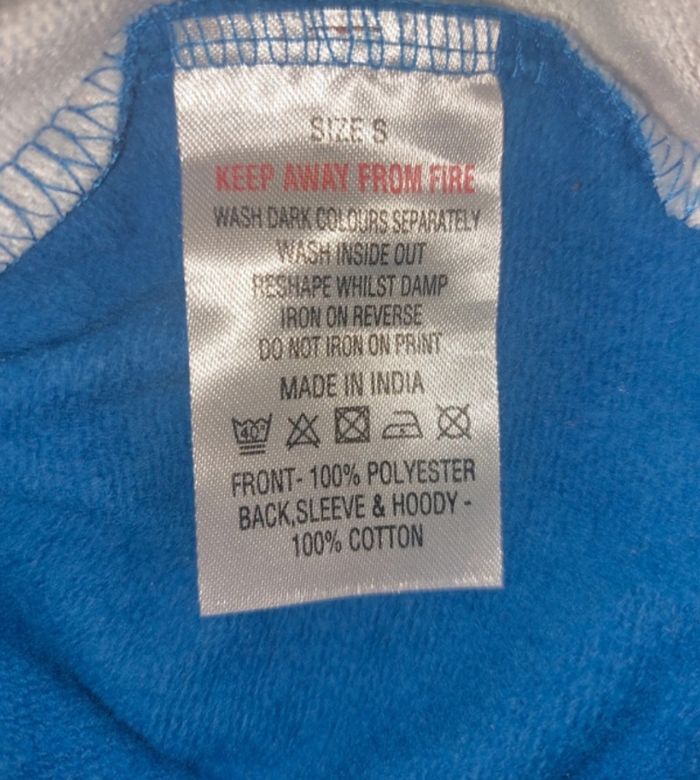 SIZE S
KEEP AWAY FROM FIRE
WASH DARK COLOURS SEPARATELY
WASH INSIDE OUT
RESHAPE WHILST DAMP
IRON ON REVERSE
DO NOT IRON ON PRINT
MADE IN INDIA
40°
FRONT- 100% POLYESTER
BACK,SLEEVE & HOODY -
100% COTTON